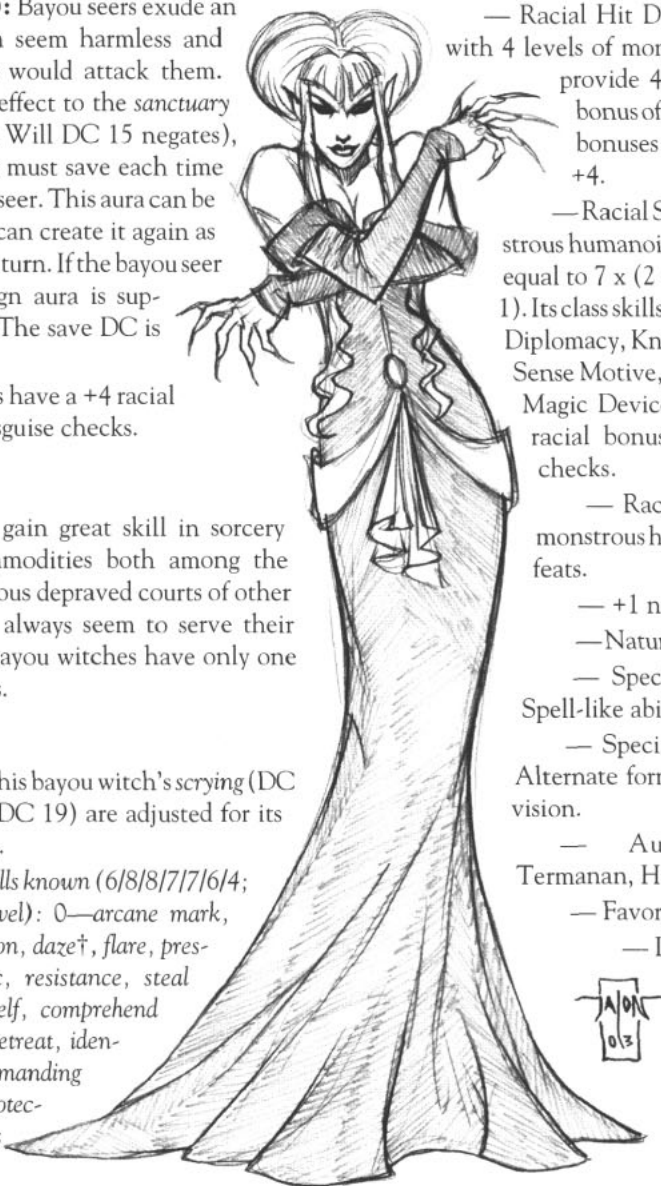 : Bayou seers exude an
seem harmless and
would attack them.
effect to the sanctuary
Will DC 15 negates),
must save each time
seer. This aura can be
can create it again as
turn. If the bayou seer
gn aura is sup-
The save DC is
s have a +4 racial
sguise checks.
gain great skill in sorcery
mmodities both among the
ous depraved courts of other
always seem to serve their
ayou witches have only one
s.
his bayou witch's scrying (DC
DC 19) are adjusted for its
lls known (6/8/8/7/7/6/4;
vel): 0—arcane mark,
on, daze†, flare, pres-
c, resistance, steal
elf, comprehend
etreat, iden-
manding
otec-
— Racial Hit D
with 4 levels of mon
provide 4
bonus of
bonuses
+4.
— Racial S
strous humanoi
equal to 7 x (2
1). Its class skills
Diplomacy, Kn
Sense Motive,
Magic Device
racial bonus
checks.
— Rac
monstrous h
feats.
— +1 n
— Natur
— Spec
Spell-like abi
— Speci
Alternate form
vision.
— Au
Termanan, H
— Favor
03